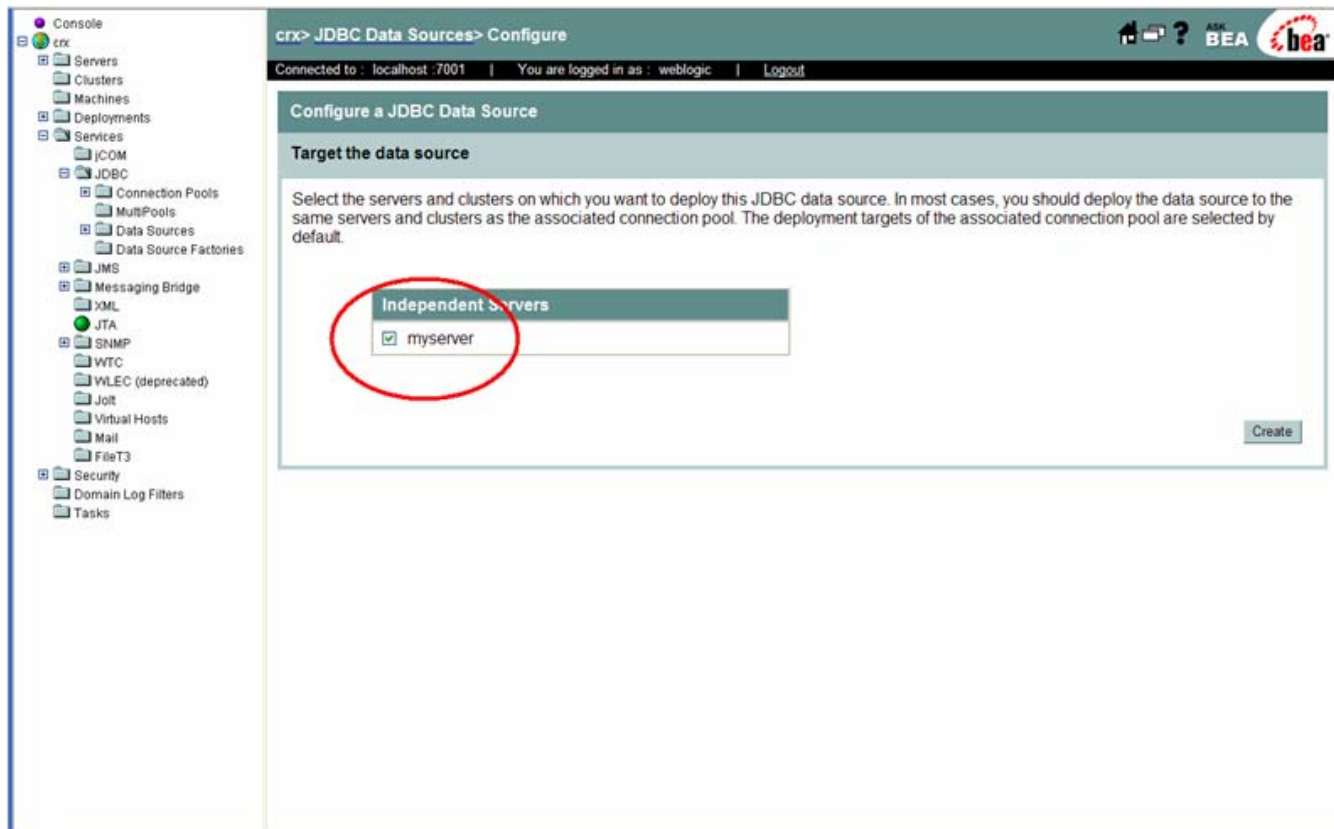 Console
crx
Servers
Clusters
Machines
Deployments
Services
jCOM
JDBC
Connection Pools
MultiPools
Data Sources
Data Source Factories
JMS
Messaging Bridge
XML
JTA
SNMP
WTC
WLEC (deprecated)
Jolt
Virtual Hosts
Mail
FileT3
Security
Domain Log Filters
Tasks
crx> JDBC Data Sources> Configure
? ASK BEA bea
Connected to : localhost :7001 | You are logged in as : weblogic | Logout
Configure a JDBC Data Source
Target the data source
Select the servers and clusters on which you want to deploy this JDBC data source. In most cases, you should deploy the data source to the
same servers and clusters as the associated connection pool. The deployment targets of the associated connection pool are selected by
default.
Independent Servers
myserver
Create